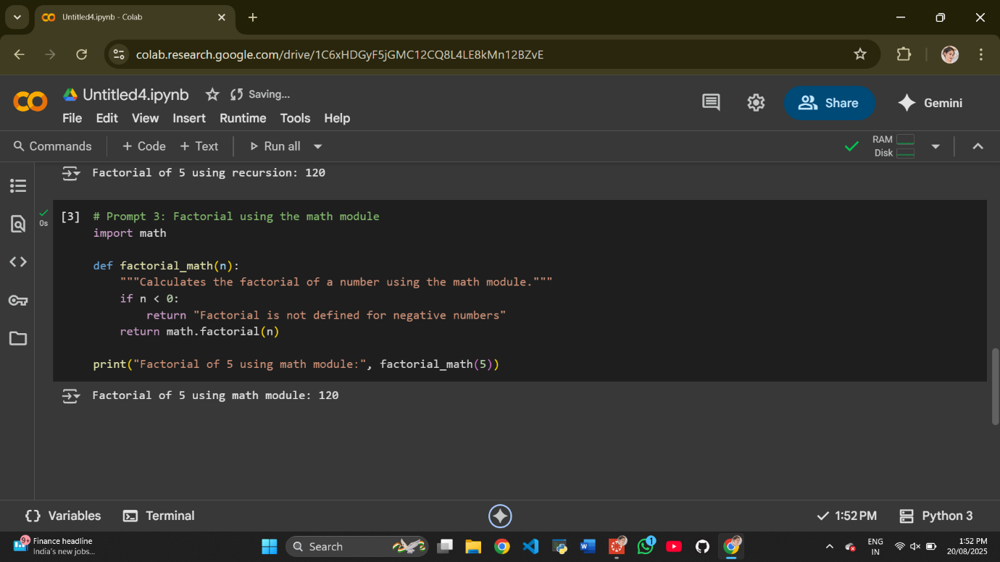 Untitled4.ipynb - Colab
colab.research.google.com/drive/1C6xHDGyF5jGMC12CQ8L4LE8kMn12BZvE
Untitled4.ipynb
Saving...
File Edit View Insert Runtime Tools Help
Share
Gemini
Commands
+ Code + Text
Run all
RAM
Disk
Factorial of 5 using recursion: 120
0s
[3] # Prompt 3: Factorial using the math module
import math
def factorial_math(n):
"""Calculates the factorial of a number using the math module."""
if n < 0:
return "Factorial is not defined for negative numbers"
return math.factorial(n)
print("Factorial of 5 using math module:", factorial_math(5))
Factorial of 5 using math module: 120
Variables
Terminal
1:52 PM
Python 3
9+
Finance headline
India's new jobs...
Search
1
ENG
IN
1:52 PM
20/08/2025